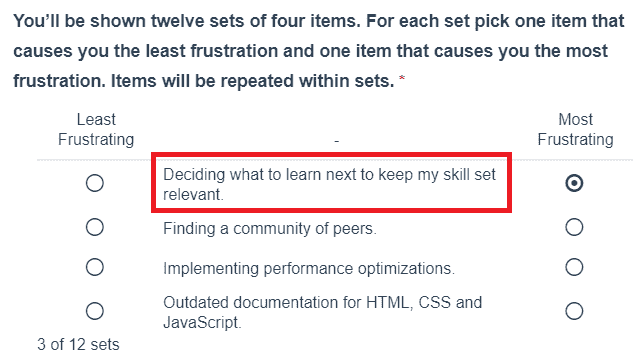 You’ll be shown twelve sets of four items. For each set pick one item that
causes you the least frustration and one item that causes you the most
frustration. Items will be repeated within sets. *
Least
Frustrating
-
Most
Frustrating
Deciding what to learn next to keep my skill set
relevant.
Finding a community of peers.
Implementing performance optimizations.
Outdated documentation for HTML, CSS and
JavaScript.
3 of 12 sets